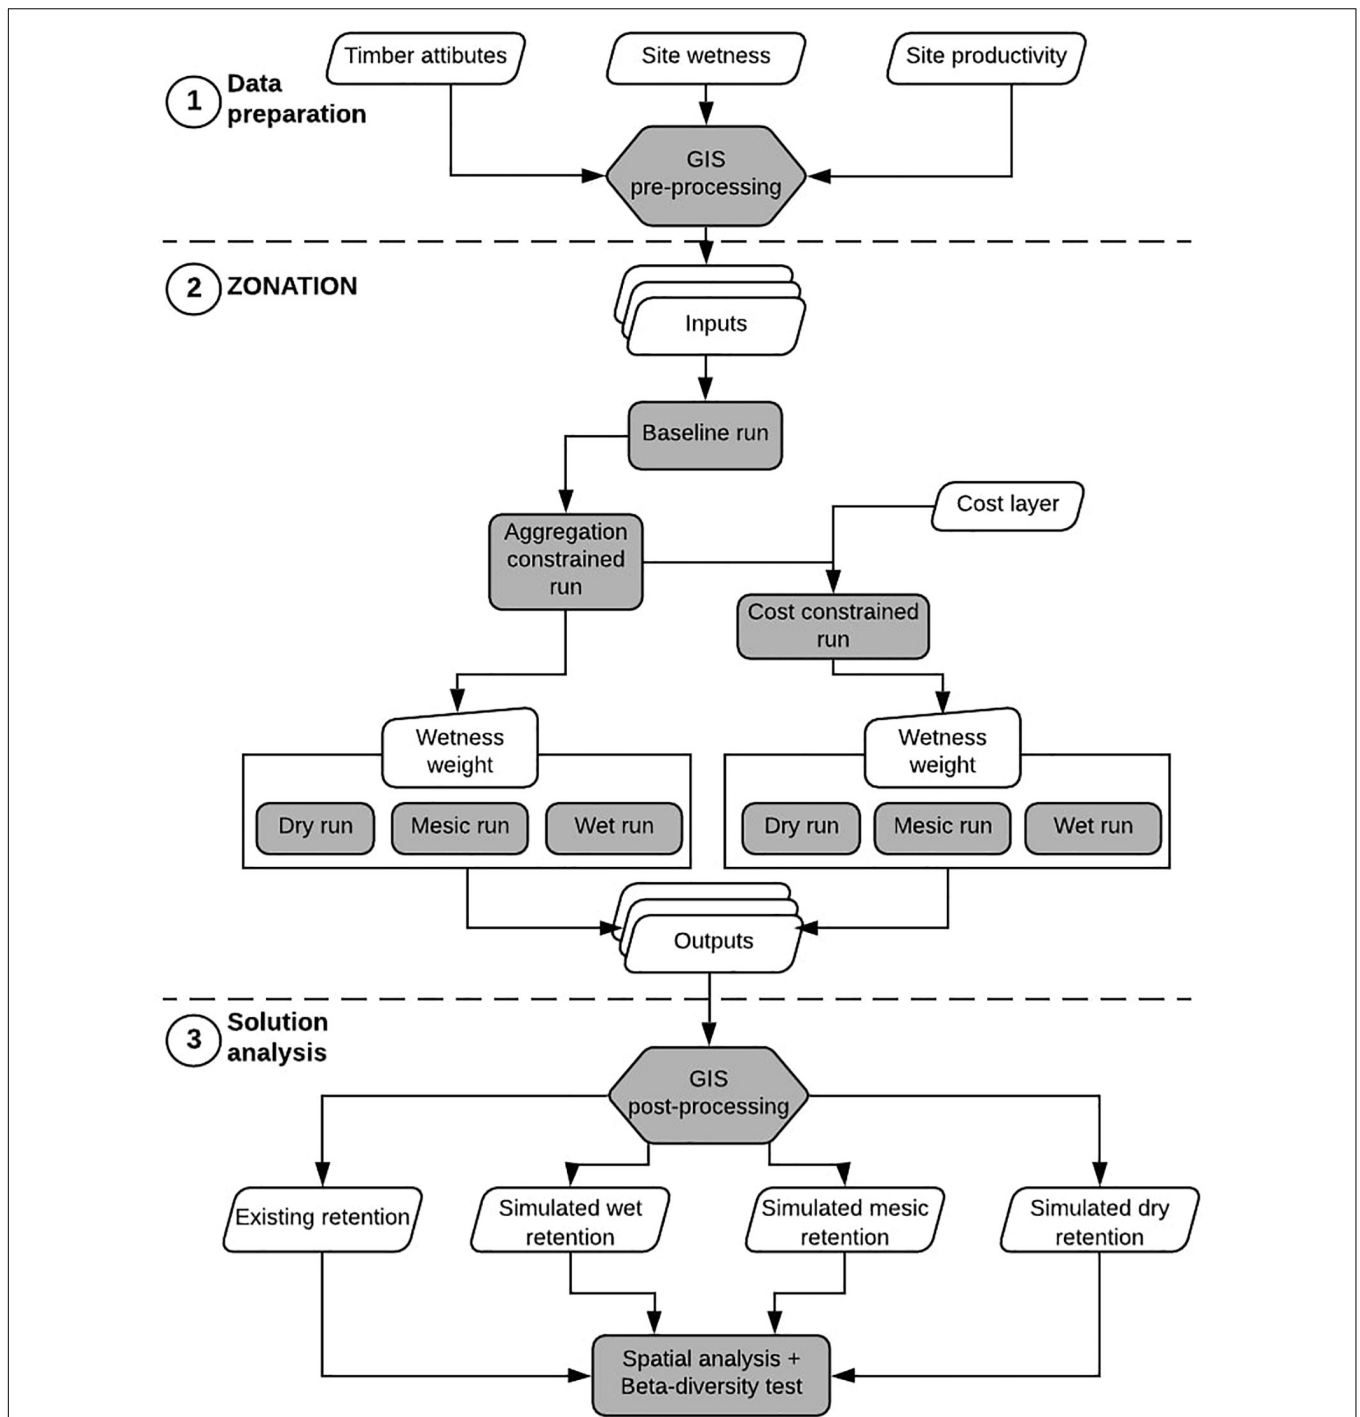 Timber attibutes
Site wetness
Site productivity
1
Data
preparation
GIS
pre-processing
2
ZONATION
Inputs
Baseline run
Cost layer
Aggregation
constrained
run
Cost constrained
run
Wetness
weight
Wetness
weight
Dry run
Mesic run
Wet run
Dry run
Mesic run
Wet run
Outputs
3
Solution
analysis
GIS
post-processing
Existing retention
Simulated wet
retention
Simulated mesic
retention
Simulated dry
retention
Spatial analysis +
Beta-diversity test